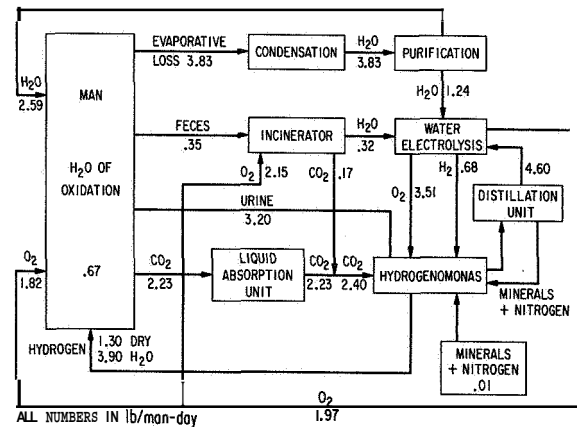 EVAPORATIVE
LOSS 3.83
CONDENSATION
H2O
3.83
PURIFICATION
H2O
2.59
MAN
H2O OF
OXIDATION
.67
H2O 1.24
FECES
.35
INCINERATOR
H2O
.32
WATER
ELECTROLYSIS
O2 2.15
CO2 .17
O2 3.51
H2 .68
4.60
DISTILLATION
UNIT
URINE
3.20
O2
1.82
CO2
2.23
LIQUID
ABSORPTION
UNIT
CO2
2.23
CO2
2.40
HYDROGENOMONAS
MINERALS
+ NITROGEN
HYDROGEN
1.30 DRY
3.90 H2O
MINERALS
+ NITROGEN
.01
O2
1.97
ALL NUMBERS IN lb/man-day